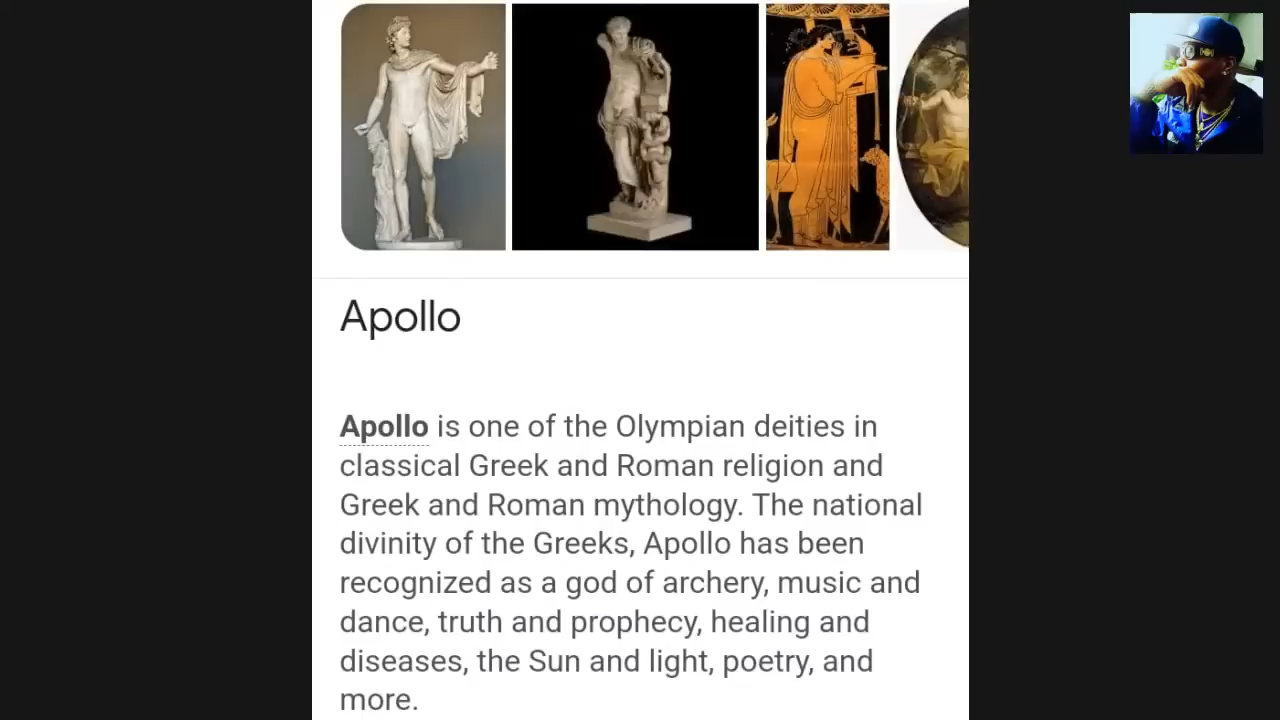 Apollo
Apollo is one of the Olympian deities in
classical Greek and Roman religion and
Greek and Roman mythology. The national
divinity of the Greeks, Apollo has been
recognized as a god of archery, music and
dance, truth and prophecy, healing and
diseases, the Sun and light, poetry, and
more.